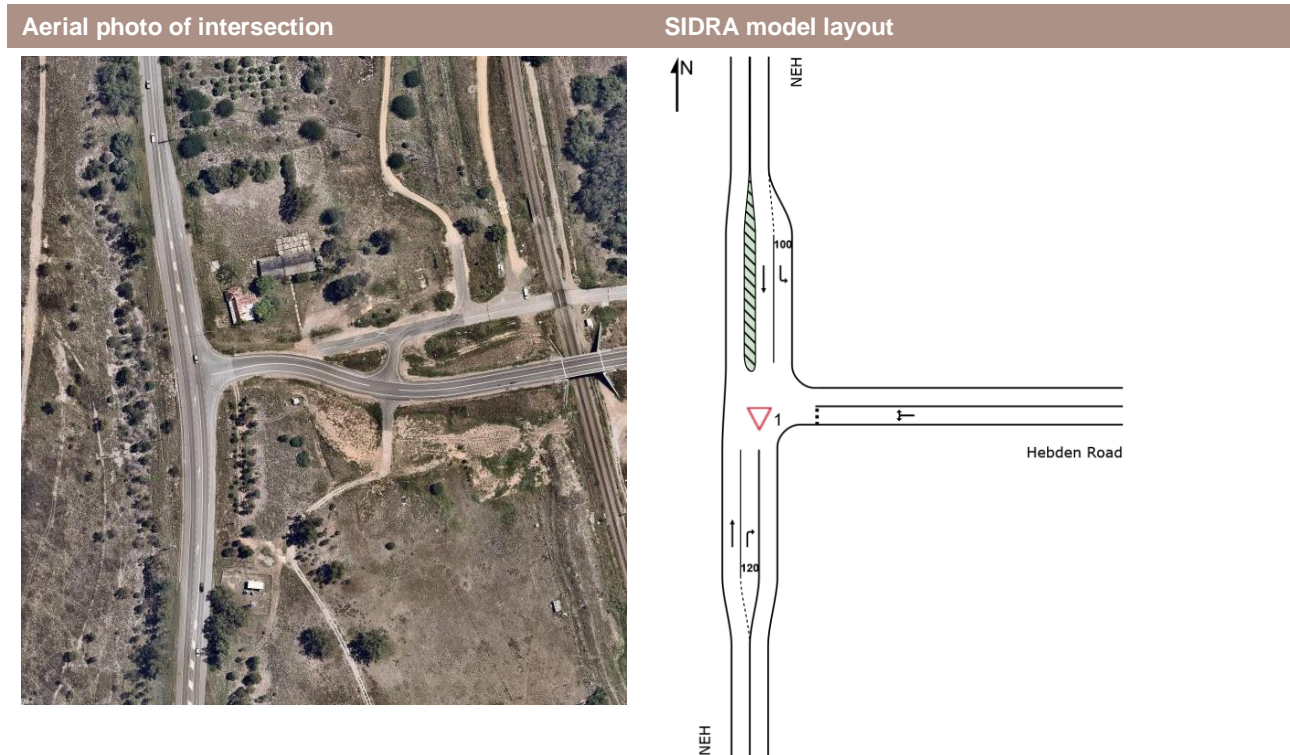 Aerial photo of intersection
SIDRA model layout
N
NEH
100
1
Hebden Road
120
NEH